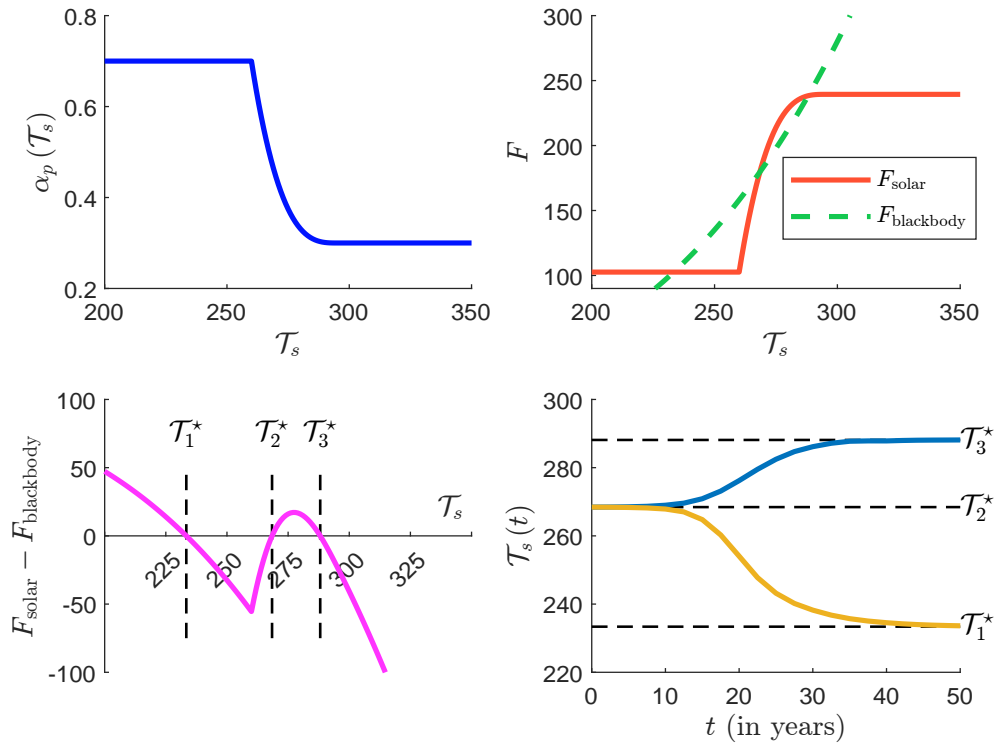 0.8
0.6
0.4
0.2
200
250
300
350
α_p (𝒯_s)
𝒯_s
300
250
200
150
100
200
250
300
350
F
𝒯_s
F_solar
F_blackbody
100
50
0
-50
-100
225
250
275
300
325
F_solar − F_blackbody
𝒯_1^⋆
𝒯_2^⋆
𝒯_3^⋆
𝒯_s
300
280
260
240
220
0
10
20
30
40
50
𝒯_s (t)
t (in years)
𝒯_3^⋆
𝒯_2^⋆
𝒯_1^⋆